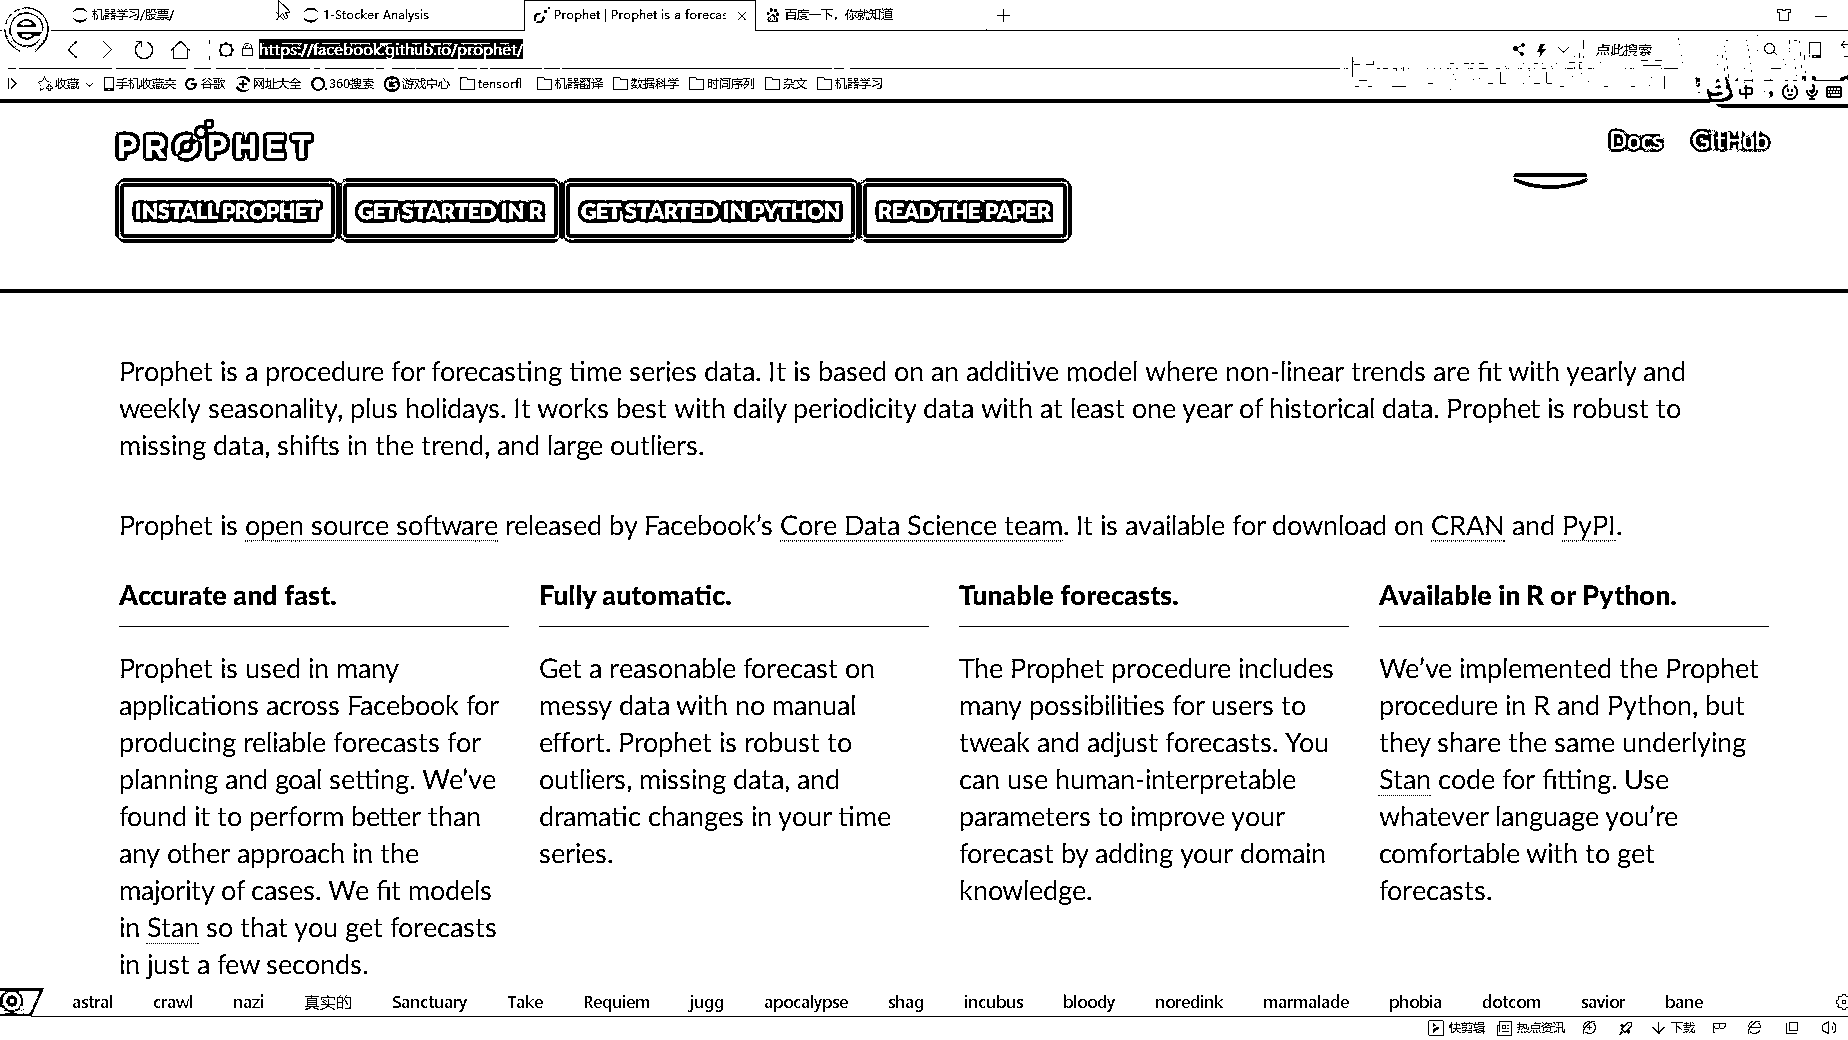 机器学习/股票/
1-Stocker Analysis
Prophet | Prophet is a forecas
百度一下，你就知道
https://facebook.github.io/prophet/
点此搜索
收藏 手机收藏夹 谷歌 网址大全 360搜索 游戏中心 tensorfl 机器翻译 数据科学 时间序列 杂文 机器学习
中
PROPHET
Docs GitHub
INSTALL PROPHET GET STARTED IN R GET STARTED IN PYTHON READ THE PAPER
Prophet is a procedure for forecasting time series data. It is based on an additive model where non-linear trends are fit with yearly and
weekly seasonality, plus holidays. It works best with daily periodicity data with at least one year of historical data. Prophet is robust to
missing data, shifts in the trend, and large outliers.
Prophet is open source software released by Facebook's Core Data Science team. It is available for download on CRAN and PyPI.
Accurate and fast.
Prophet is used in many
applications across Facebook for
producing reliable forecasts for
planning and goal setting. We've
found it to perform better than
any other approach in the
majority of cases. We fit models
in Stan so that you get forecasts
in just a few seconds.
Fully automatic.
Get a reasonable forecast on
messy data with no manual
effort. Prophet is robust to
outliers, missing data, and
dramatic changes in your time
series.
Tunable forecasts.
The Prophet procedure includes
many possibilities for users to
tweak and adjust forecasts. You
can use human-interpretable
parameters to improve your
forecast by adding your domain
knowledge.
Available in R or Python.
We've implemented the Prophet
procedure in R and Python, but
they share the same underlying
Stan code for fitting. Use
whatever language you're
comfortable with to get
forecasts.
astral crawl nazi 真实的 Sanctuary Take Requiem jugg apocalypse shag incubus bloody noredink marmalade phobia dotcom savior bane
快剪辑 热点资讯 下载